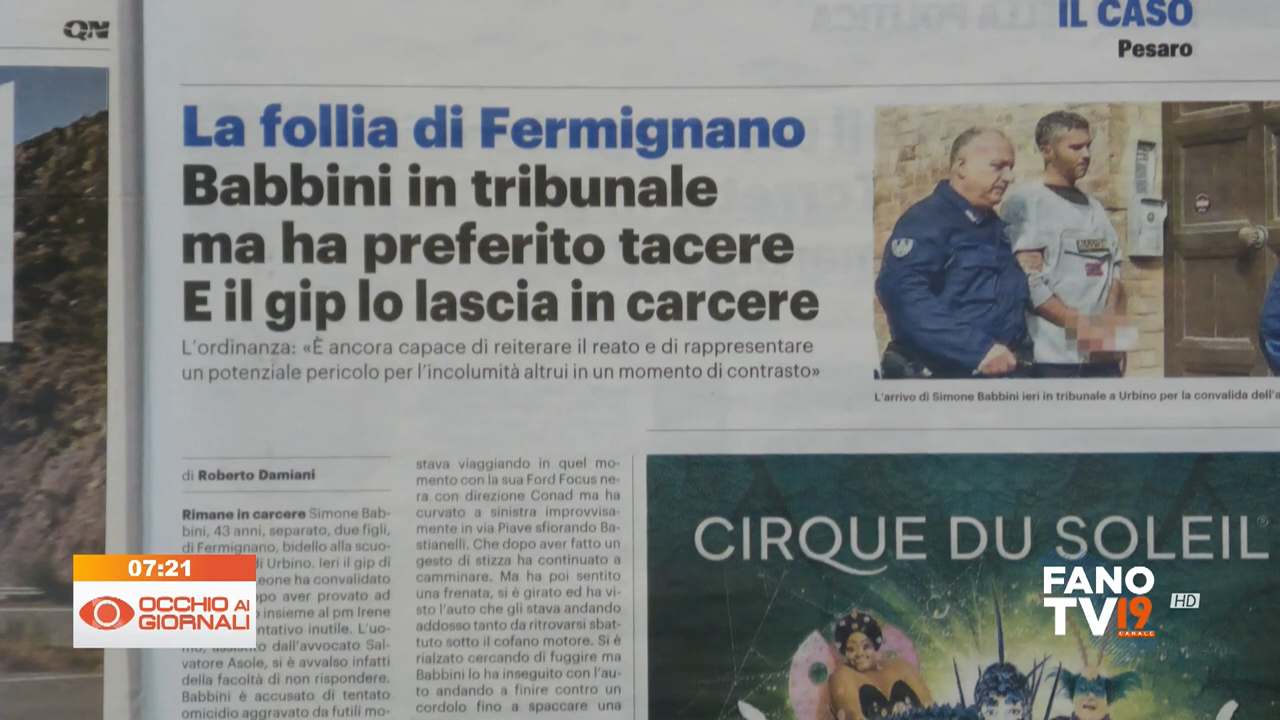 QN
IL CASO
Pesaro
La follia di Fermignano
Babbini in tribunale
ma ha preferito tacere
E il gip lo lascia in carcere
L'ordinanza: «È ancora capace di reiterare il reato e di rappresentare
un potenziale pericolo per l'incolumità altrui in un momento di contrasto»
L'arrivo di Simone Babbini ieri in tribunale a Urbino per la convalida dell'a
di Roberto Damiani
Rimane in carcere Simone Bab-
bini, 43 anni, separato, due figli,
di Fermignano, bidello alla scuo-
di Urbino. Ieri il gip di
eone ha convalidato
opo aver provato ad
o insieme al pm Irene
entativo inutile. L'uo-
mo, assistito dall'avvocato Sal-
vatore Asole, si è avvalso infatti
della facoltà di non rispondere.
Babbini è accusato di tentato
omicidio aggravato da futili mo-
stava viaggiando in quel mo-
mento con la sua Ford Focus ne-
ra con direzione Conad ma ha
curvato a sinistra improvvisa-
mente in via Piave sfiorando Ba-
stianelli. Che dopo aver fatto un
gesto di stizza ha continuato a
camminare. Ma ha poi sentito
una frenata, si è girato ed ha vi-
sto l'auto che gli stava andando
addosso tanto da ritrovarsi sbat-
tuto sotto il cofano motore. Si è
rialzato cercando di fuggire ma
Babbini lo ha inseguito con l'au-
to andando a finire contro un
cordolo fino a spaccare una
CIRQUE DU SOLEIL
07:21
OCCHIO AI
GIORNALI
FANO
TV19
CANALE
HD